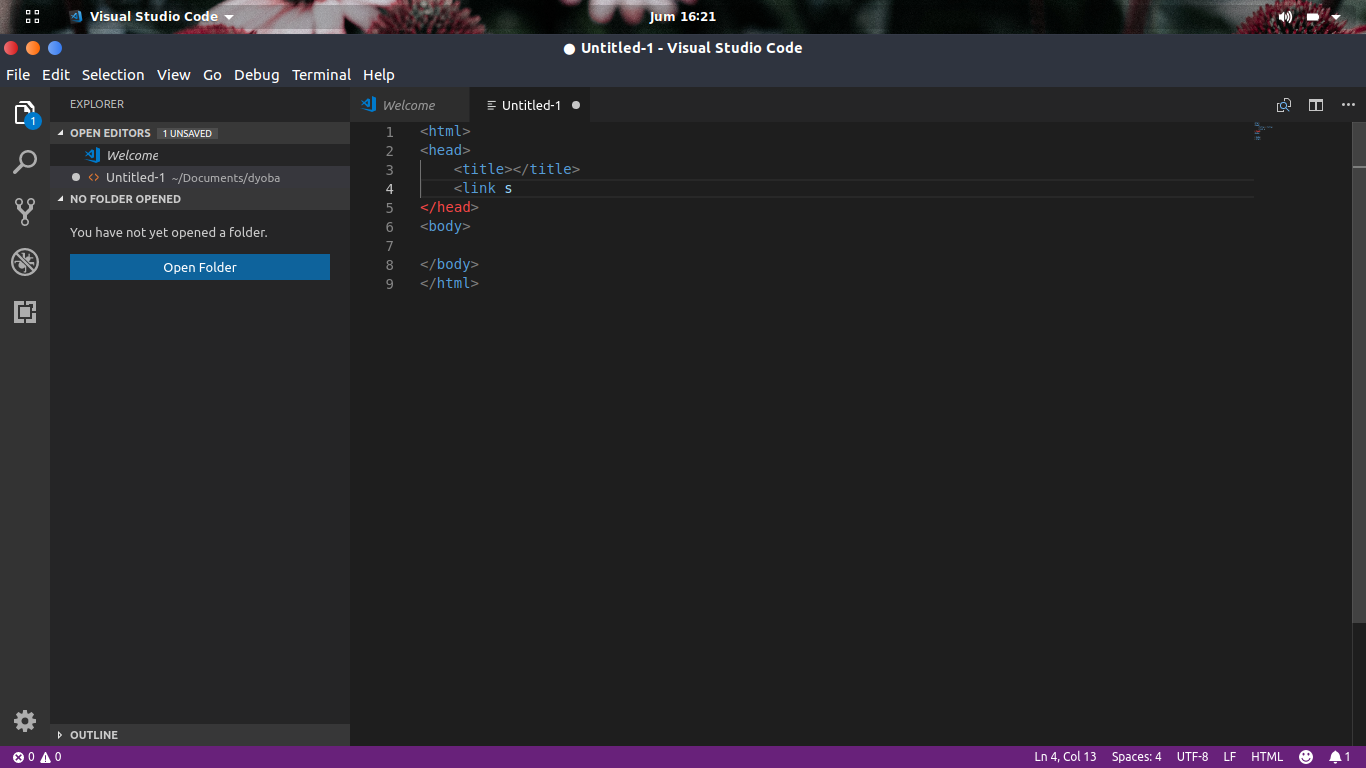 Visual Studio Code
Jum 16:21
Untitled-1 - Visual Studio Code
File Edit Selection View Go Debug Terminal Help
1
EXPLORER
OPEN EDITORS 1 UNSAVED
Welcome
Untitled-1 ~/Documents/dyoba
NO FOLDER OPENED
You have not yet opened a folder.
Open Folder
OUTLINE
Welcome
Untitled-1
1 <html>
2 <head>
3 <title></title>
4 <link s
5 </head>
6 <body>
7
8 </body>
9 </html>
0 0
Ln 4, Col 13 Spaces: 4 UTF-8 LF HTML 1